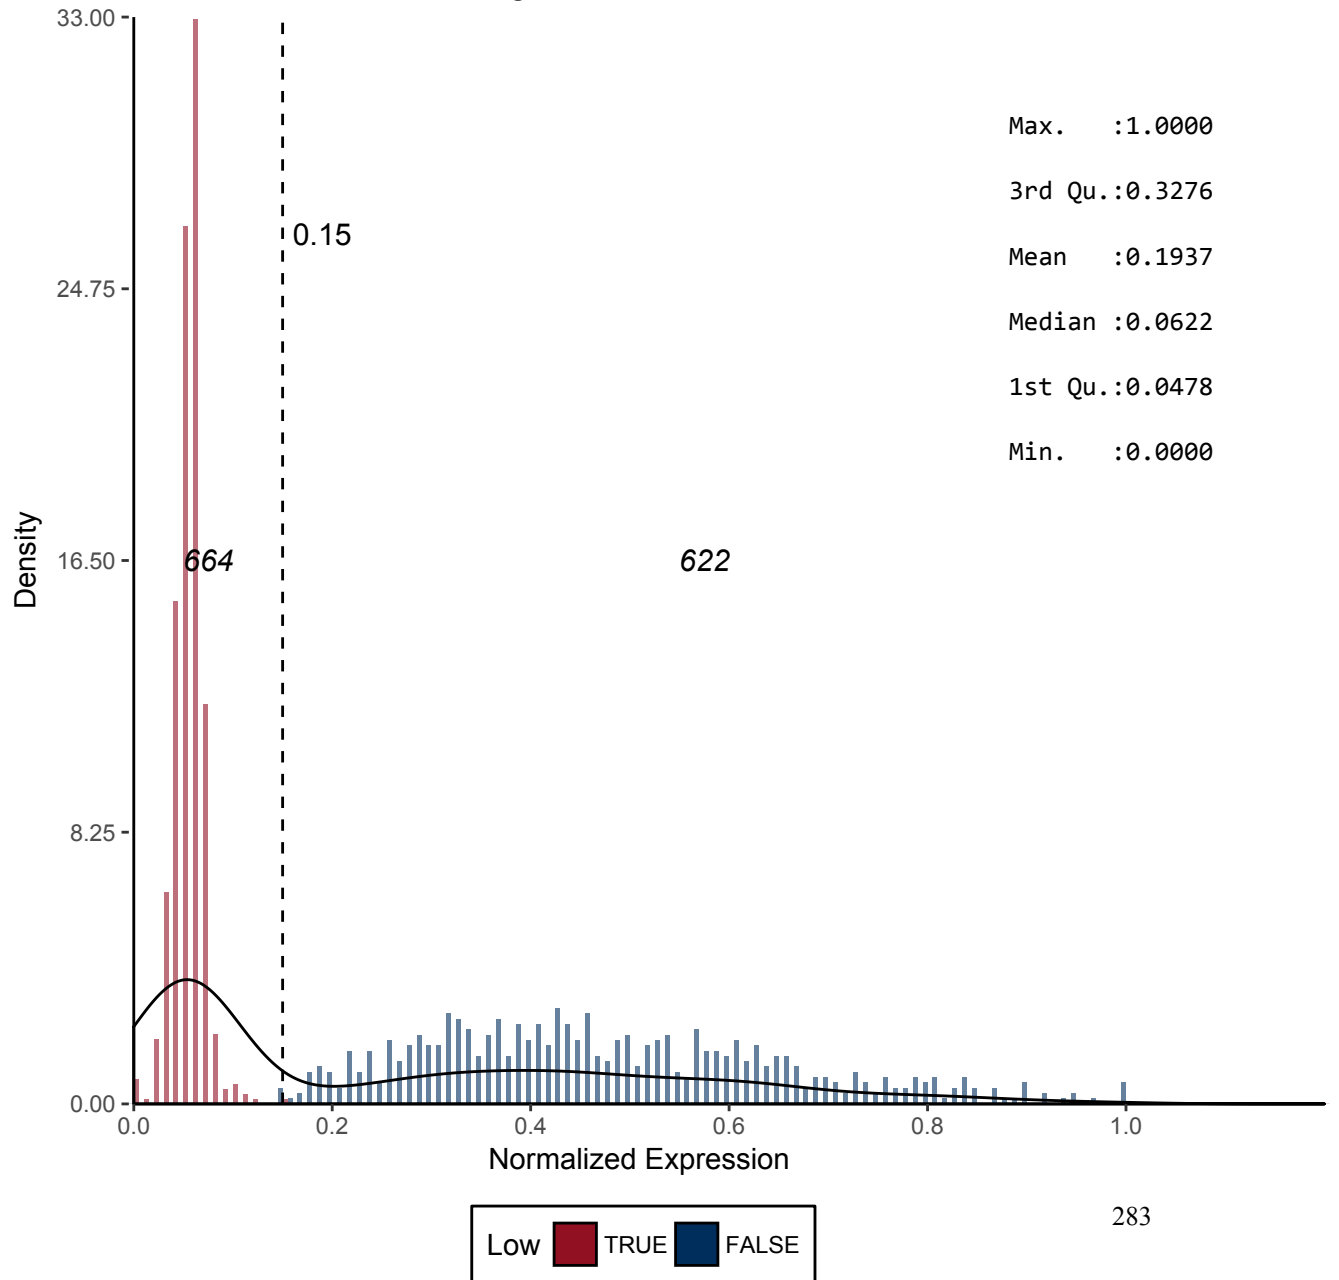 33.00
24.75
16.50
8.25
0.00
Density
0.15
664
622
Max.   :1.0000
3rd Qu.:0.3276
Mean   :0.1937
Median :0.0622
1st Qu.:0.0478
Min.   :0.0000
0.0 0.2 0.4 0.6 0.8 1.0
Normalized Expression
283
Low TRUE FALSE